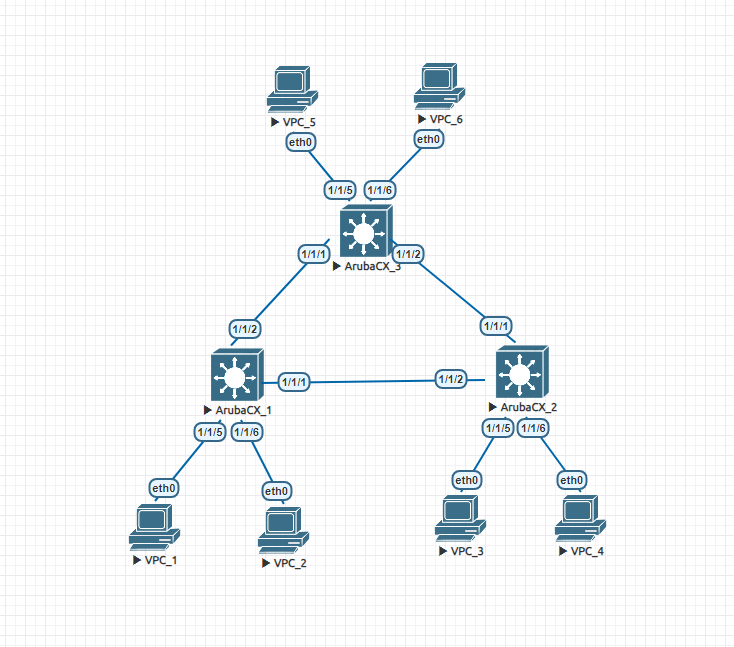 VPC_5
VPC_6
eth0
eth0
1/1/5
1/1/6
1/1/1
1/1/2
ArubaCX_3
1/1/2
1/1/1
1/1/1
1/1/2
ArubaCX_1
ArubaCX_2
1/1/5
1/1/6
1/1/5
1/1/6
eth0
eth0
eth0
eth0
VPC_1
VPC_2
VPC_3
VPC_4